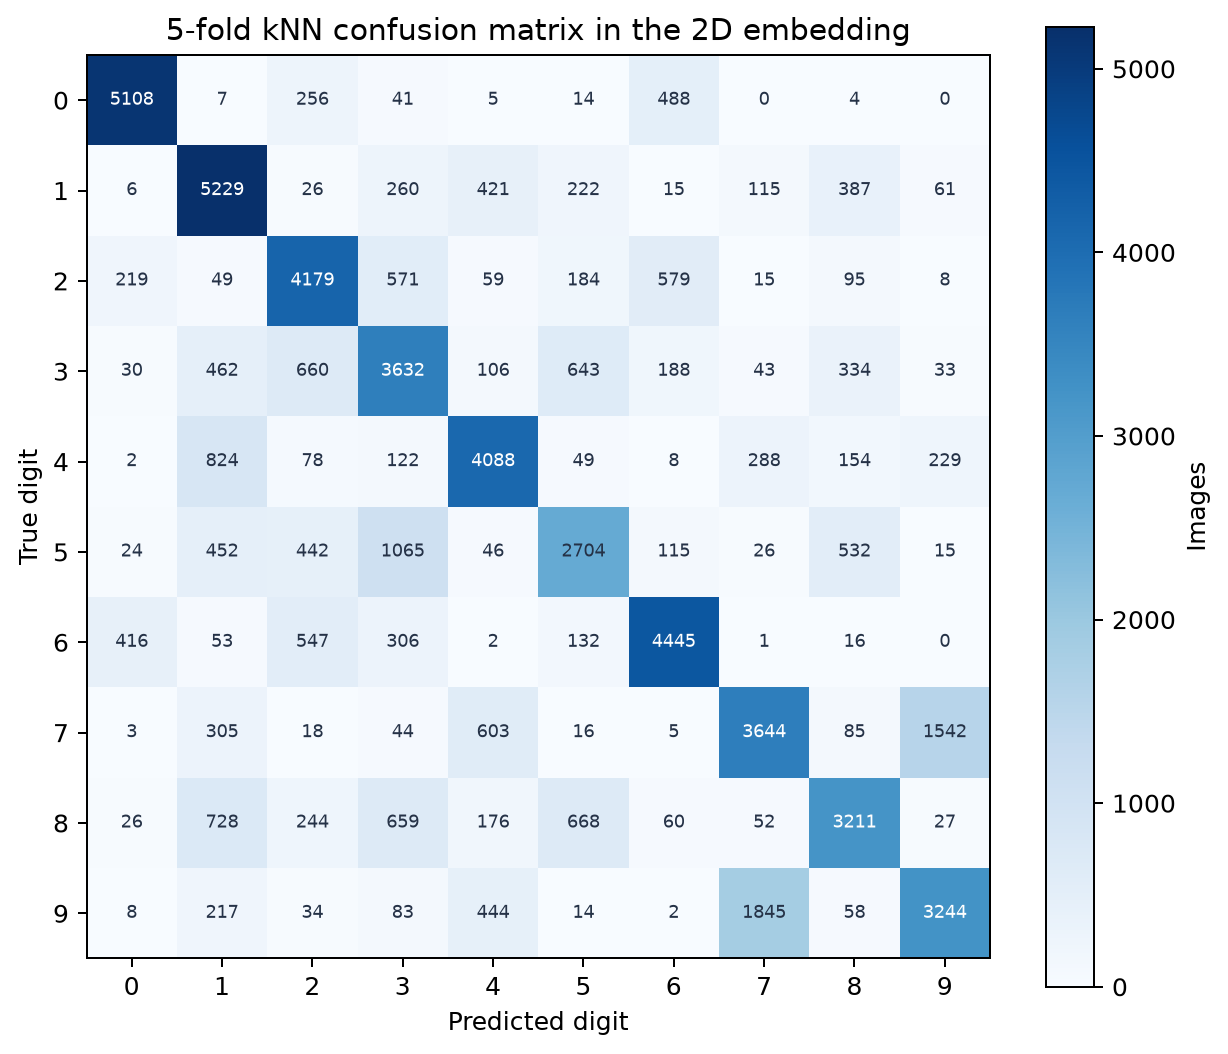 5-fold kNN confusion matrix in the 2D embedding
0 5108 7 256 41 5 14 488 0 4 0
1 6 5229 26 260 421 222 15 115 387 61
2 219 49 4179 571 59 184 579 15 95 8
3 30 462 660 3632 106 643 188 43 334 33
4 2 824 78 122 4088 49 8 288 154 229
5 24 452 442 1065 46 2704 115 26 532 15
6 416 53 547 306 2 132 4445 1 16 0
7 3 305 18 44 603 16 5 3644 85 1542
8 26 728 244 659 176 668 60 52 3211 27
9 8 217 34 83 444 14 2 1845 58 3244
0 1 2 3 4 5 6 7 8 9
Predicted digit
True digit
5000
4000
3000
2000
1000
0
Images